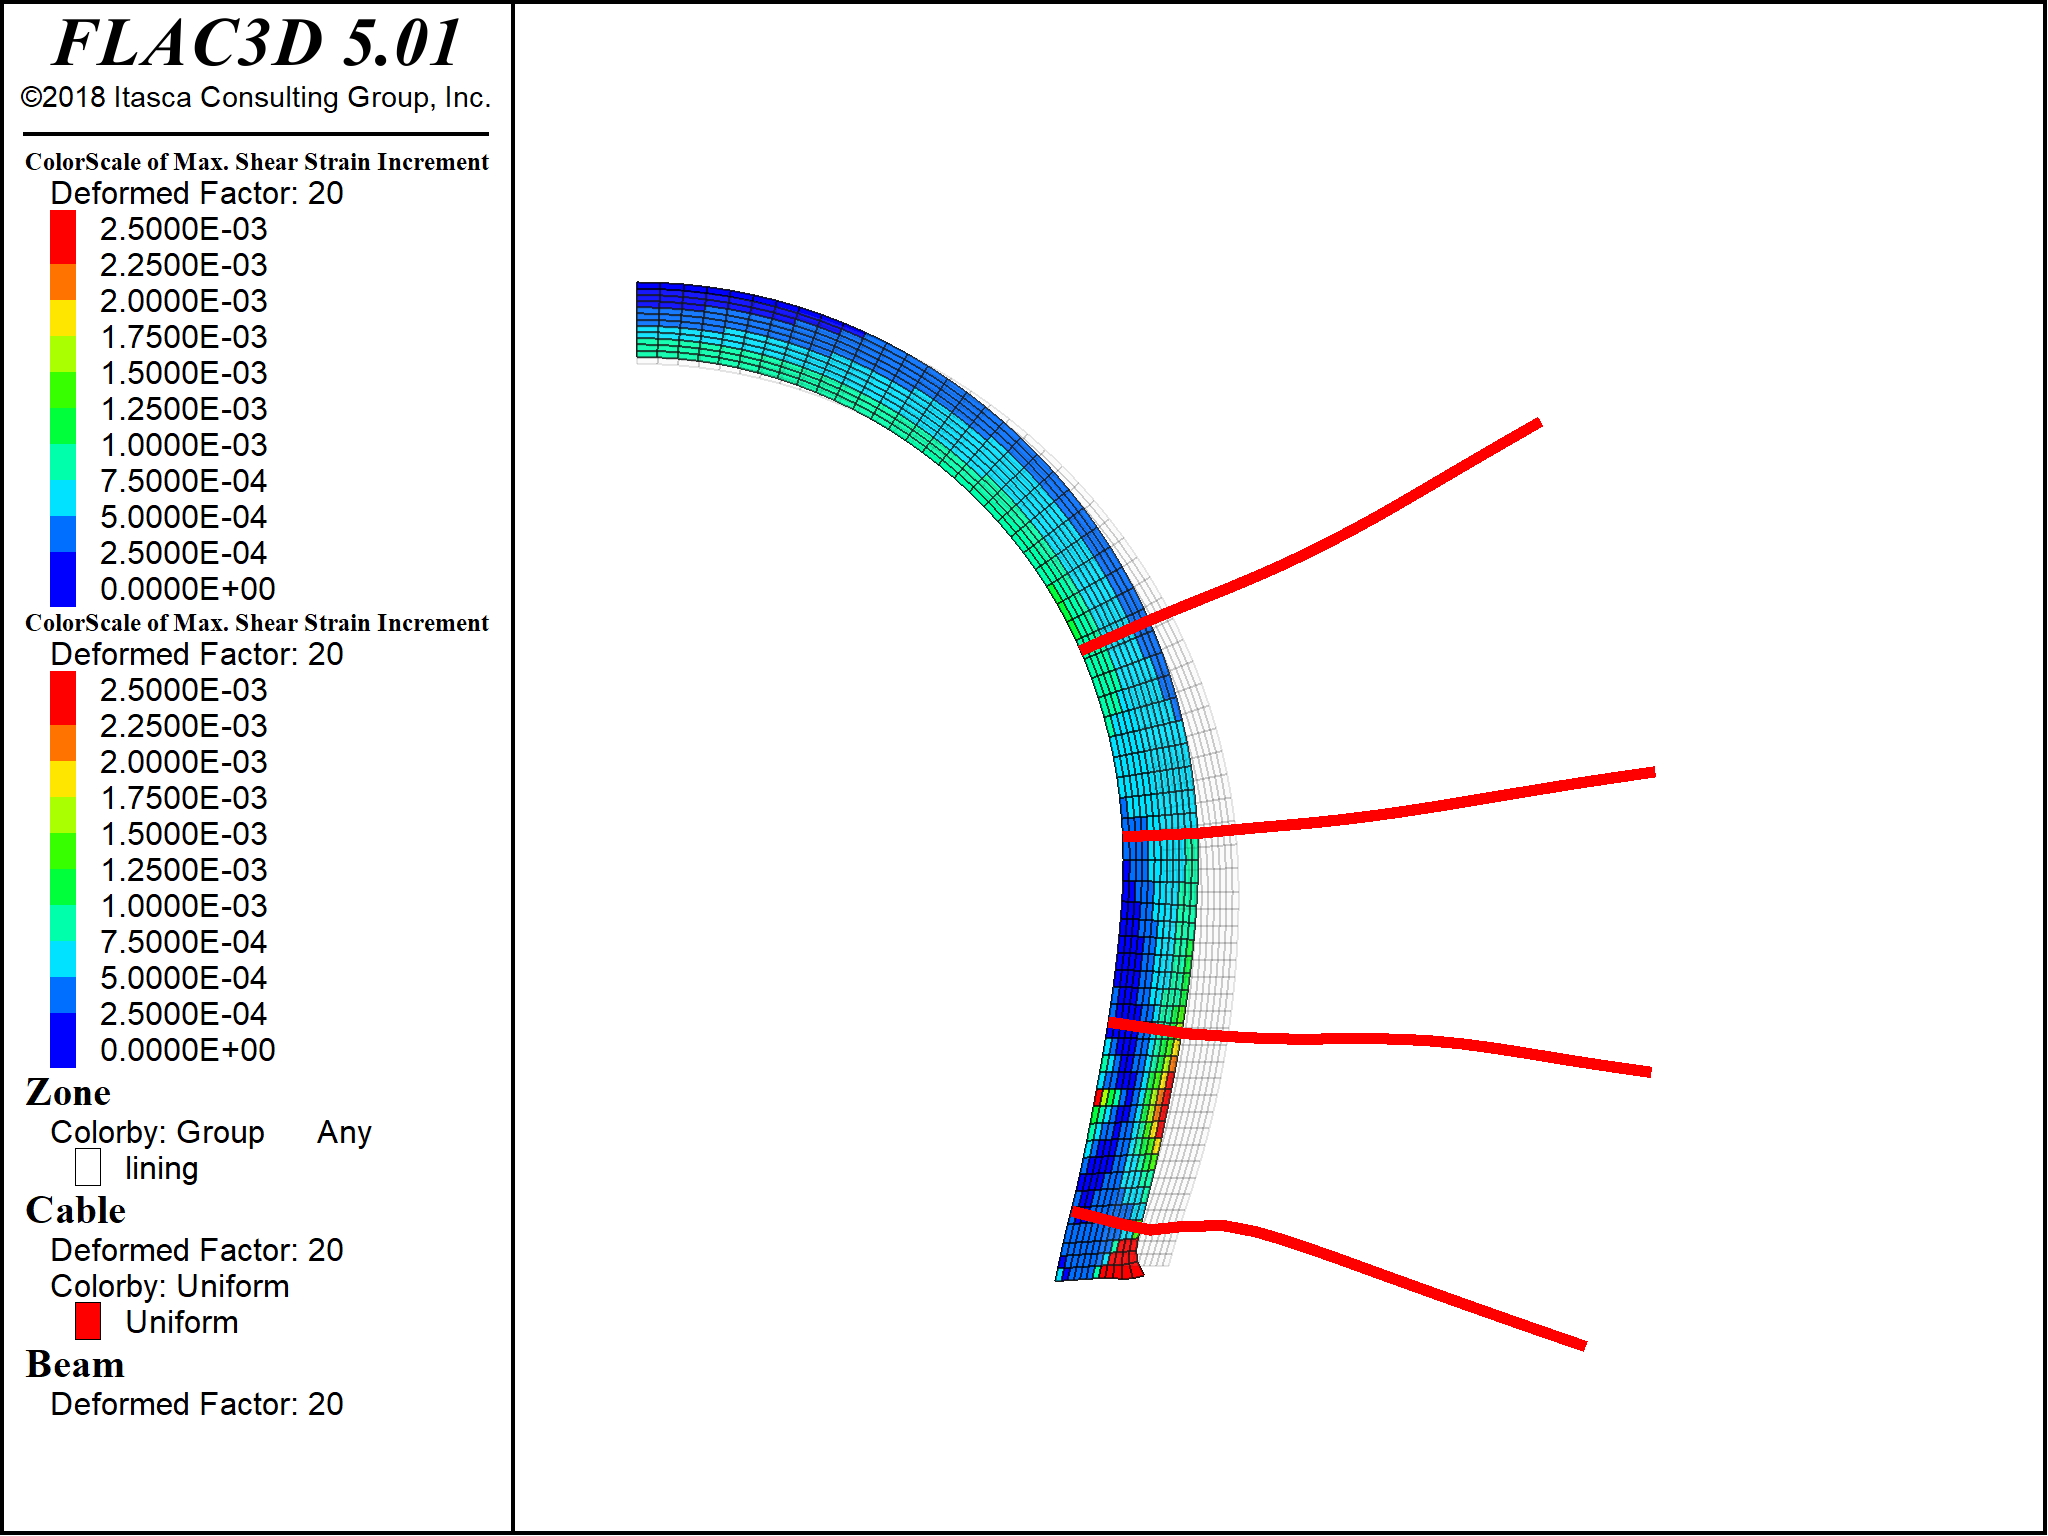 FLAC3D 5.01
©2018 Itasca Consulting Group, Inc.
ColorScale of Max. Shear Strain Increment
Deformed Factor: 20
2.5000E-03
2.2500E-03
2.0000E-03
1.7500E-03
1.5000E-03
1.2500E-03
1.0000E-03
7.5000E-04
5.0000E-04
2.5000E-04
0.0000E+00
ColorScale of Max. Shear Strain Increment
Deformed Factor: 20
2.5000E-03
2.2500E-03
2.0000E-03
1.7500E-03
1.5000E-03
1.2500E-03
1.0000E-03
7.5000E-04
5.0000E-04
2.5000E-04
0.0000E+00
Zone
Colorby: Group Any
lining
Cable
Deformed Factor: 20
Colorby: Uniform
Uniform
Beam
Deformed Factor: 20